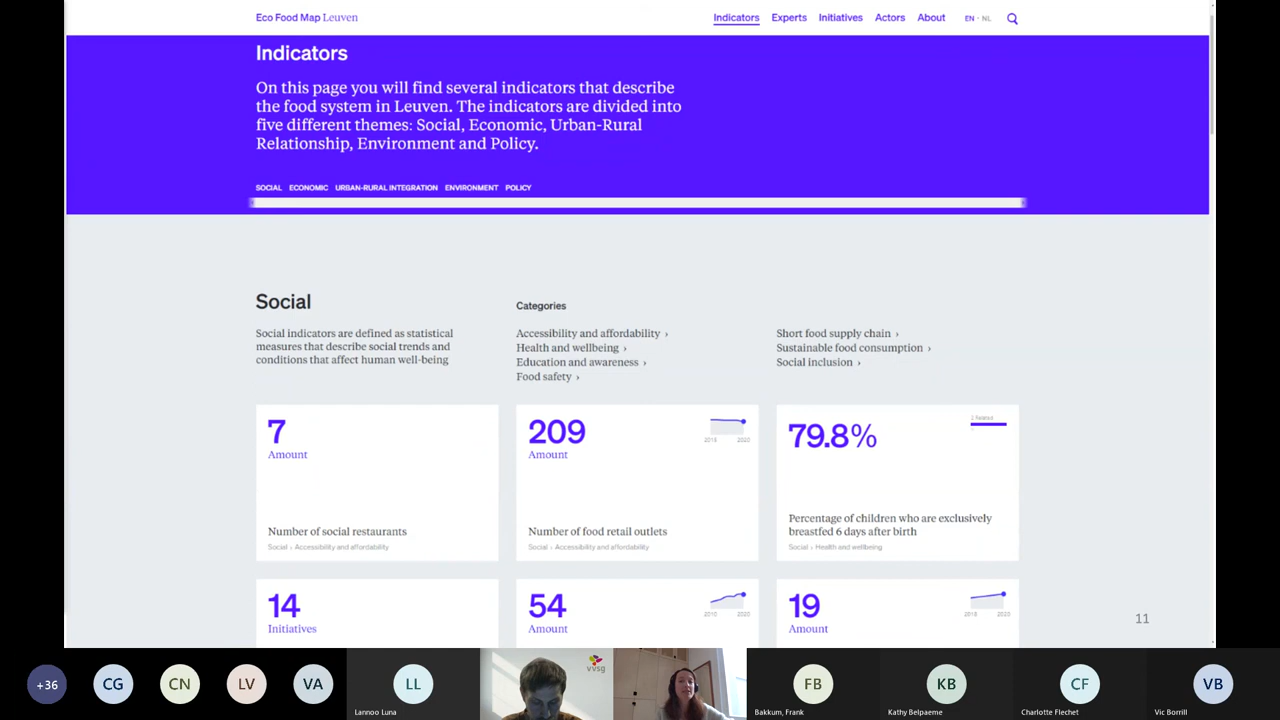 Eco Food Map Leuven
Indicators Experts Initiatives Actors About EN - NL
Indicators
On this page you will find several indicators that describe
the food system in Leuven. The indicators are divided into
five different themes: Social, Economic, Urban-Rural
Relationship, Environment and Policy.
SOCIAL ECONOMIC URBAN-RURAL INTEGRATION ENVIRONMENT POLICY
Social
Social indicators are defined as statistical
measures that describe social trends and
conditions that affect human well-being
Categories
Accessibility and affordability ›
Health and wellbeing ›
Education and awareness ›
Food safety ›
Short food supply chain ›
Sustainable food consumption ›
Social inclusion ›
7
Amount
Number of social restaurants
Social › Accessibility and affordability
209
Amount
2020
Number of food retail outlets
Social › Accessibility and affordability
79.8%
Percentage of children who are exclusively
breastfed 6 days after birth
Social › Health and wellbeing
14
Initiatives
54
Amount
2010 2020
19
Amount
2018 2020
11
+36 CG CN LV VA LL
vvsg
FB KB CF VB
Lannoo Luna
Bakkum, Frank
Kathy Belpaeme
Charlotte Flechet
Vic Borrill